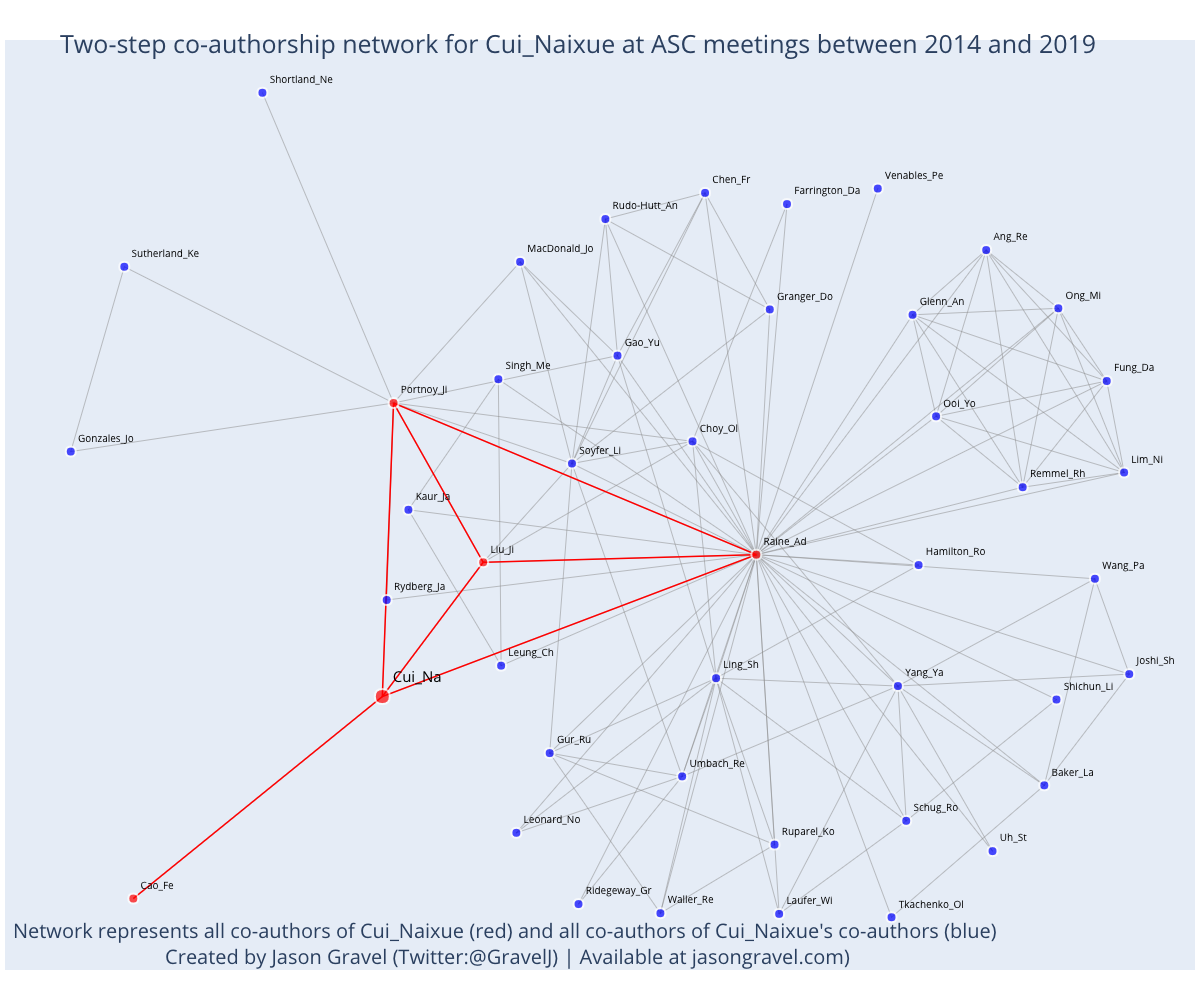 Two-step co-authorship network for Cui_Naixue at ASC meetings between 2014 and 2019
Shortland_Ne
Chen_Fr
Venables_Pe
Farrington_Da
Rudo-Hutt_An
Ang_Re
MacDonald_Jo
Sutherland_Ke
Granger_Do
Ong_Mi
Glenn_An
Gao_Yu
Singh_Me
Fung_Da
Portnoy_Ji
Ooi_Yo
Choy_Ol
Gonzales_Jo
Soyfer_Li
Lim_Ni
Remmel_Rh
Kaur_Ja
Raine_Ad
Liu_Ji
Hamilton_Ro
Wang_Pa
Rydberg_Ja
Leung_Ch
Joshi_Sh
Ling_Sh
Yang_Ya
Cui_Na
Shichun_Li
Gur_Ru
Umbach_Re
Baker_La
Schug_Ro
Leonard_No
Ruparel_Ko
Uh_St
Cao_Fe
Ridgeway_Gr
Waller_Re
Laufer_Wi
Tkachenko_Ol
Network represents all co-authors of Cui_Naixue (red) and all co-authors of Cui_Naixue's co-authors (blue)
Created by Jason Gravel (Twitter:@GravelJ) | Available at jasongravel.com)